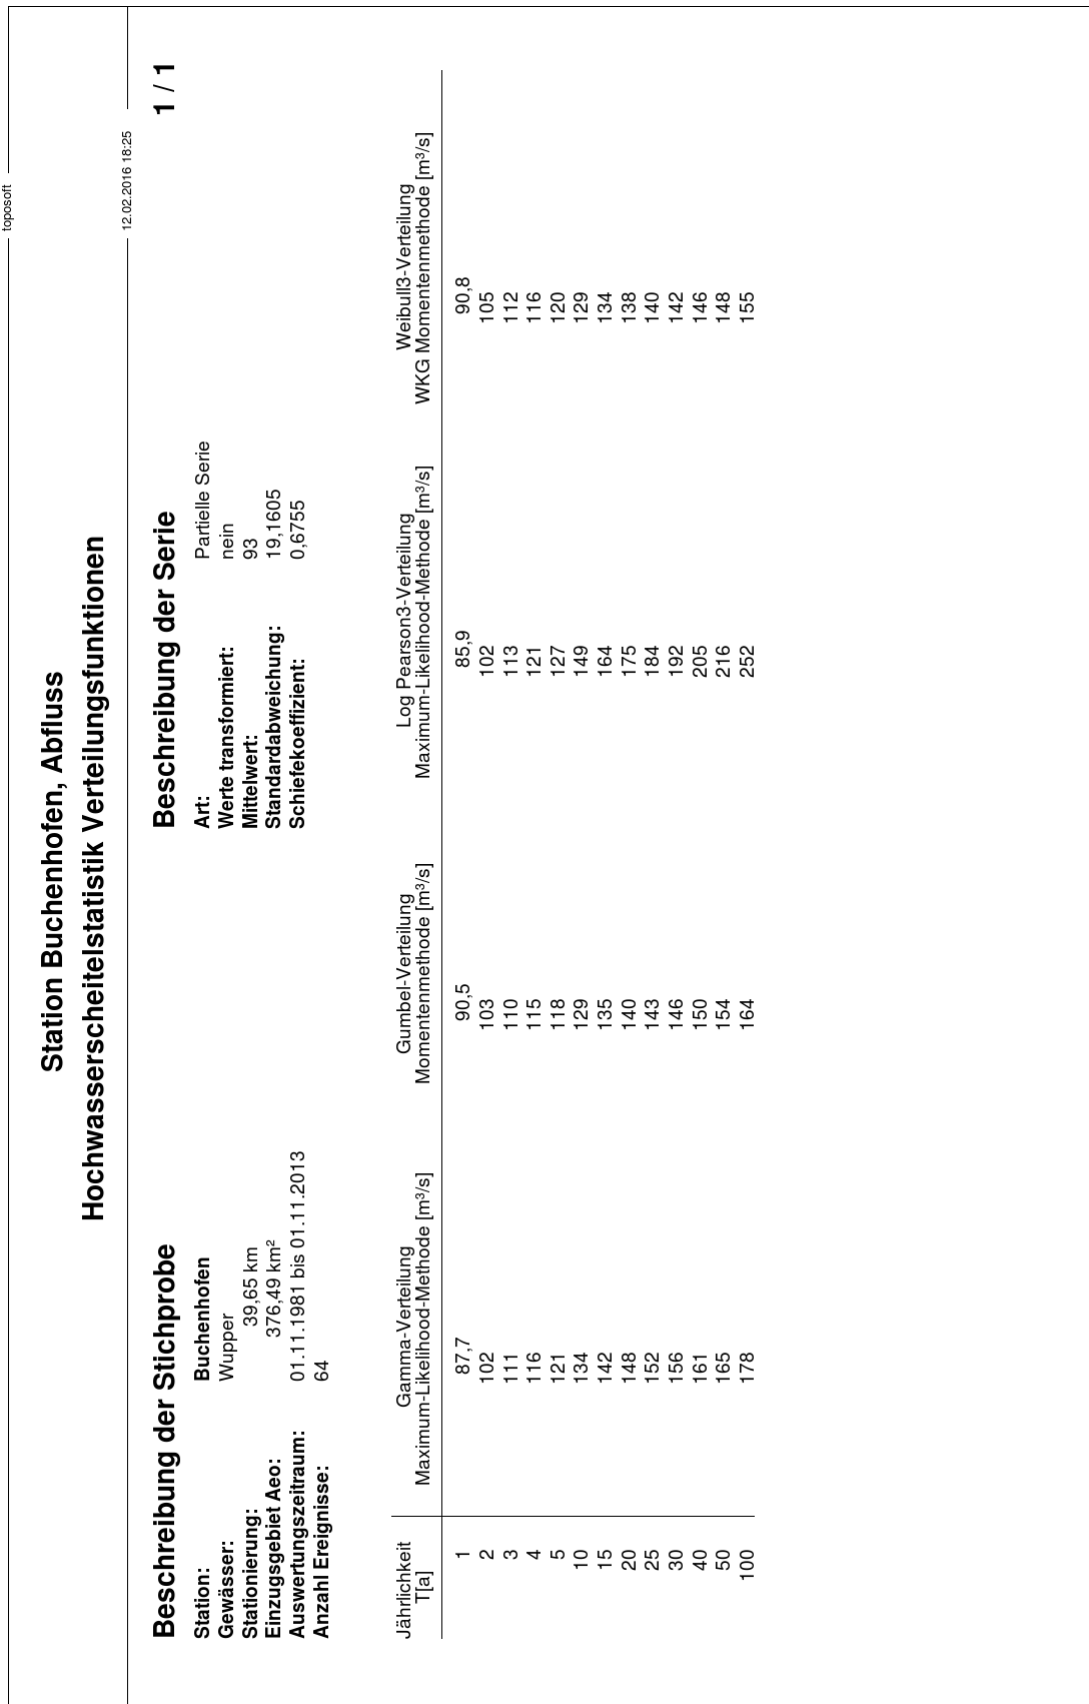 toposoft
Station Buchenhofen, Abfluss
Hochwasserscheitelstatistik Verteilungsfunktionen
12.02.2016 18:25
Beschreibung der Stichprobe Beschreibung der Serie 1 / 1
Station: Buchenhofen Art: Partielle Serie
Gewässer: Wupper Werte transformiert: nein
Stationierung: 39,65 km Mittelwert: 93
Einzugsgebiet Aeo: 376,49 km² Standardabweichung: 19,1605
Auswertungszeitraum: 01.11.1981 bis 01.11.2013 Schiefekoeffizient: 0,6755
Anzahl Ereignisse: 64
Jährlichkeit Gamma-Verteilung Gumbel-Verteilung Log Pearson3-Verteilung Weibull3-Verteilung
T[a] Maximum-Likelihood-Methode [m³/s] Momentenmethode [m³/s] Maximum-Likelihood-Methode [m³/s] WKG Momentenmethode [m³/s]
1 87,7 90,5 85,9 90,8
2 102 103 102 105
3 111 110 113 112
4 116 115 121 116
5 121 118 127 120
10 134 129 149 129
15 142 135 164 134
20 148 140 175 138
25 152 143 184 140
30 156 146 192 142
40 161 150 205 146
50 165 154 216 148
100 178 164 252 155